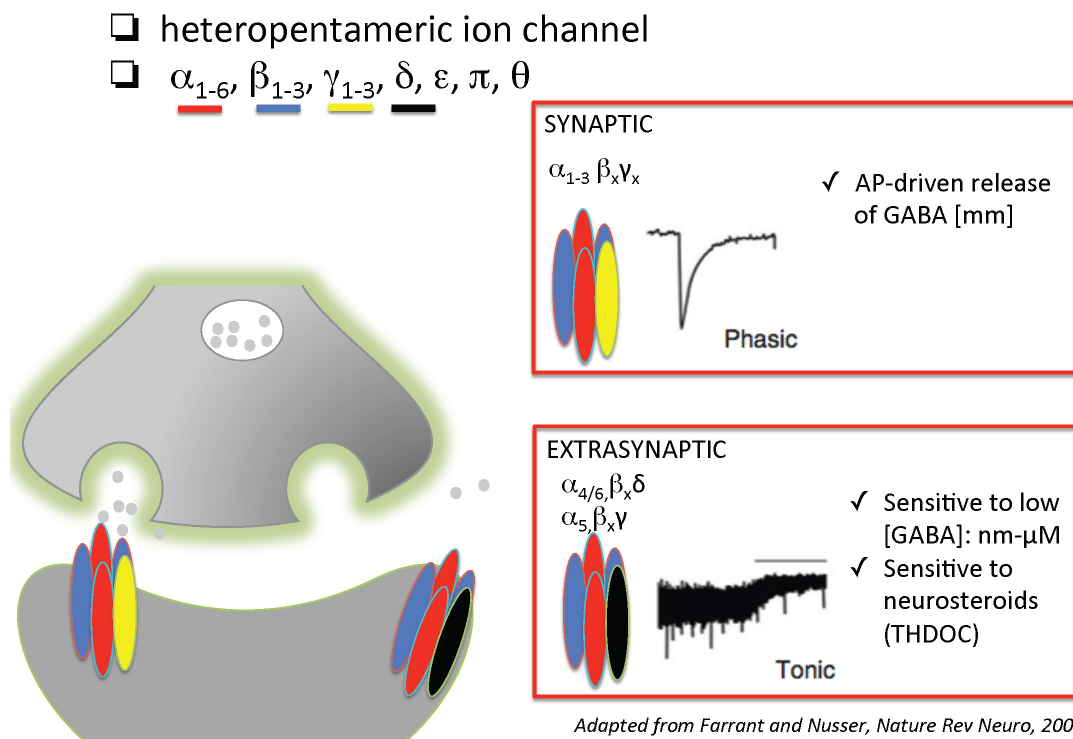 ❑ heteropentameric ion channel
❑ α1-6, β1-3, γ1-3, δ, ε, π, θ
SYNAPTIC
α1-3 βxγx
✓ AP-driven release
of GABA [mm]
Phasic
EXTRASYNAPTIC
α4/6,βxδ
α5,βxγ
✓ Sensitive to low
[GABA]: nm-μM
✓ Sensitive to
neurosteroids
(THDOC)
Tonic
Adapted from Farrant and Nusser, Nature Rev Neuro, 200